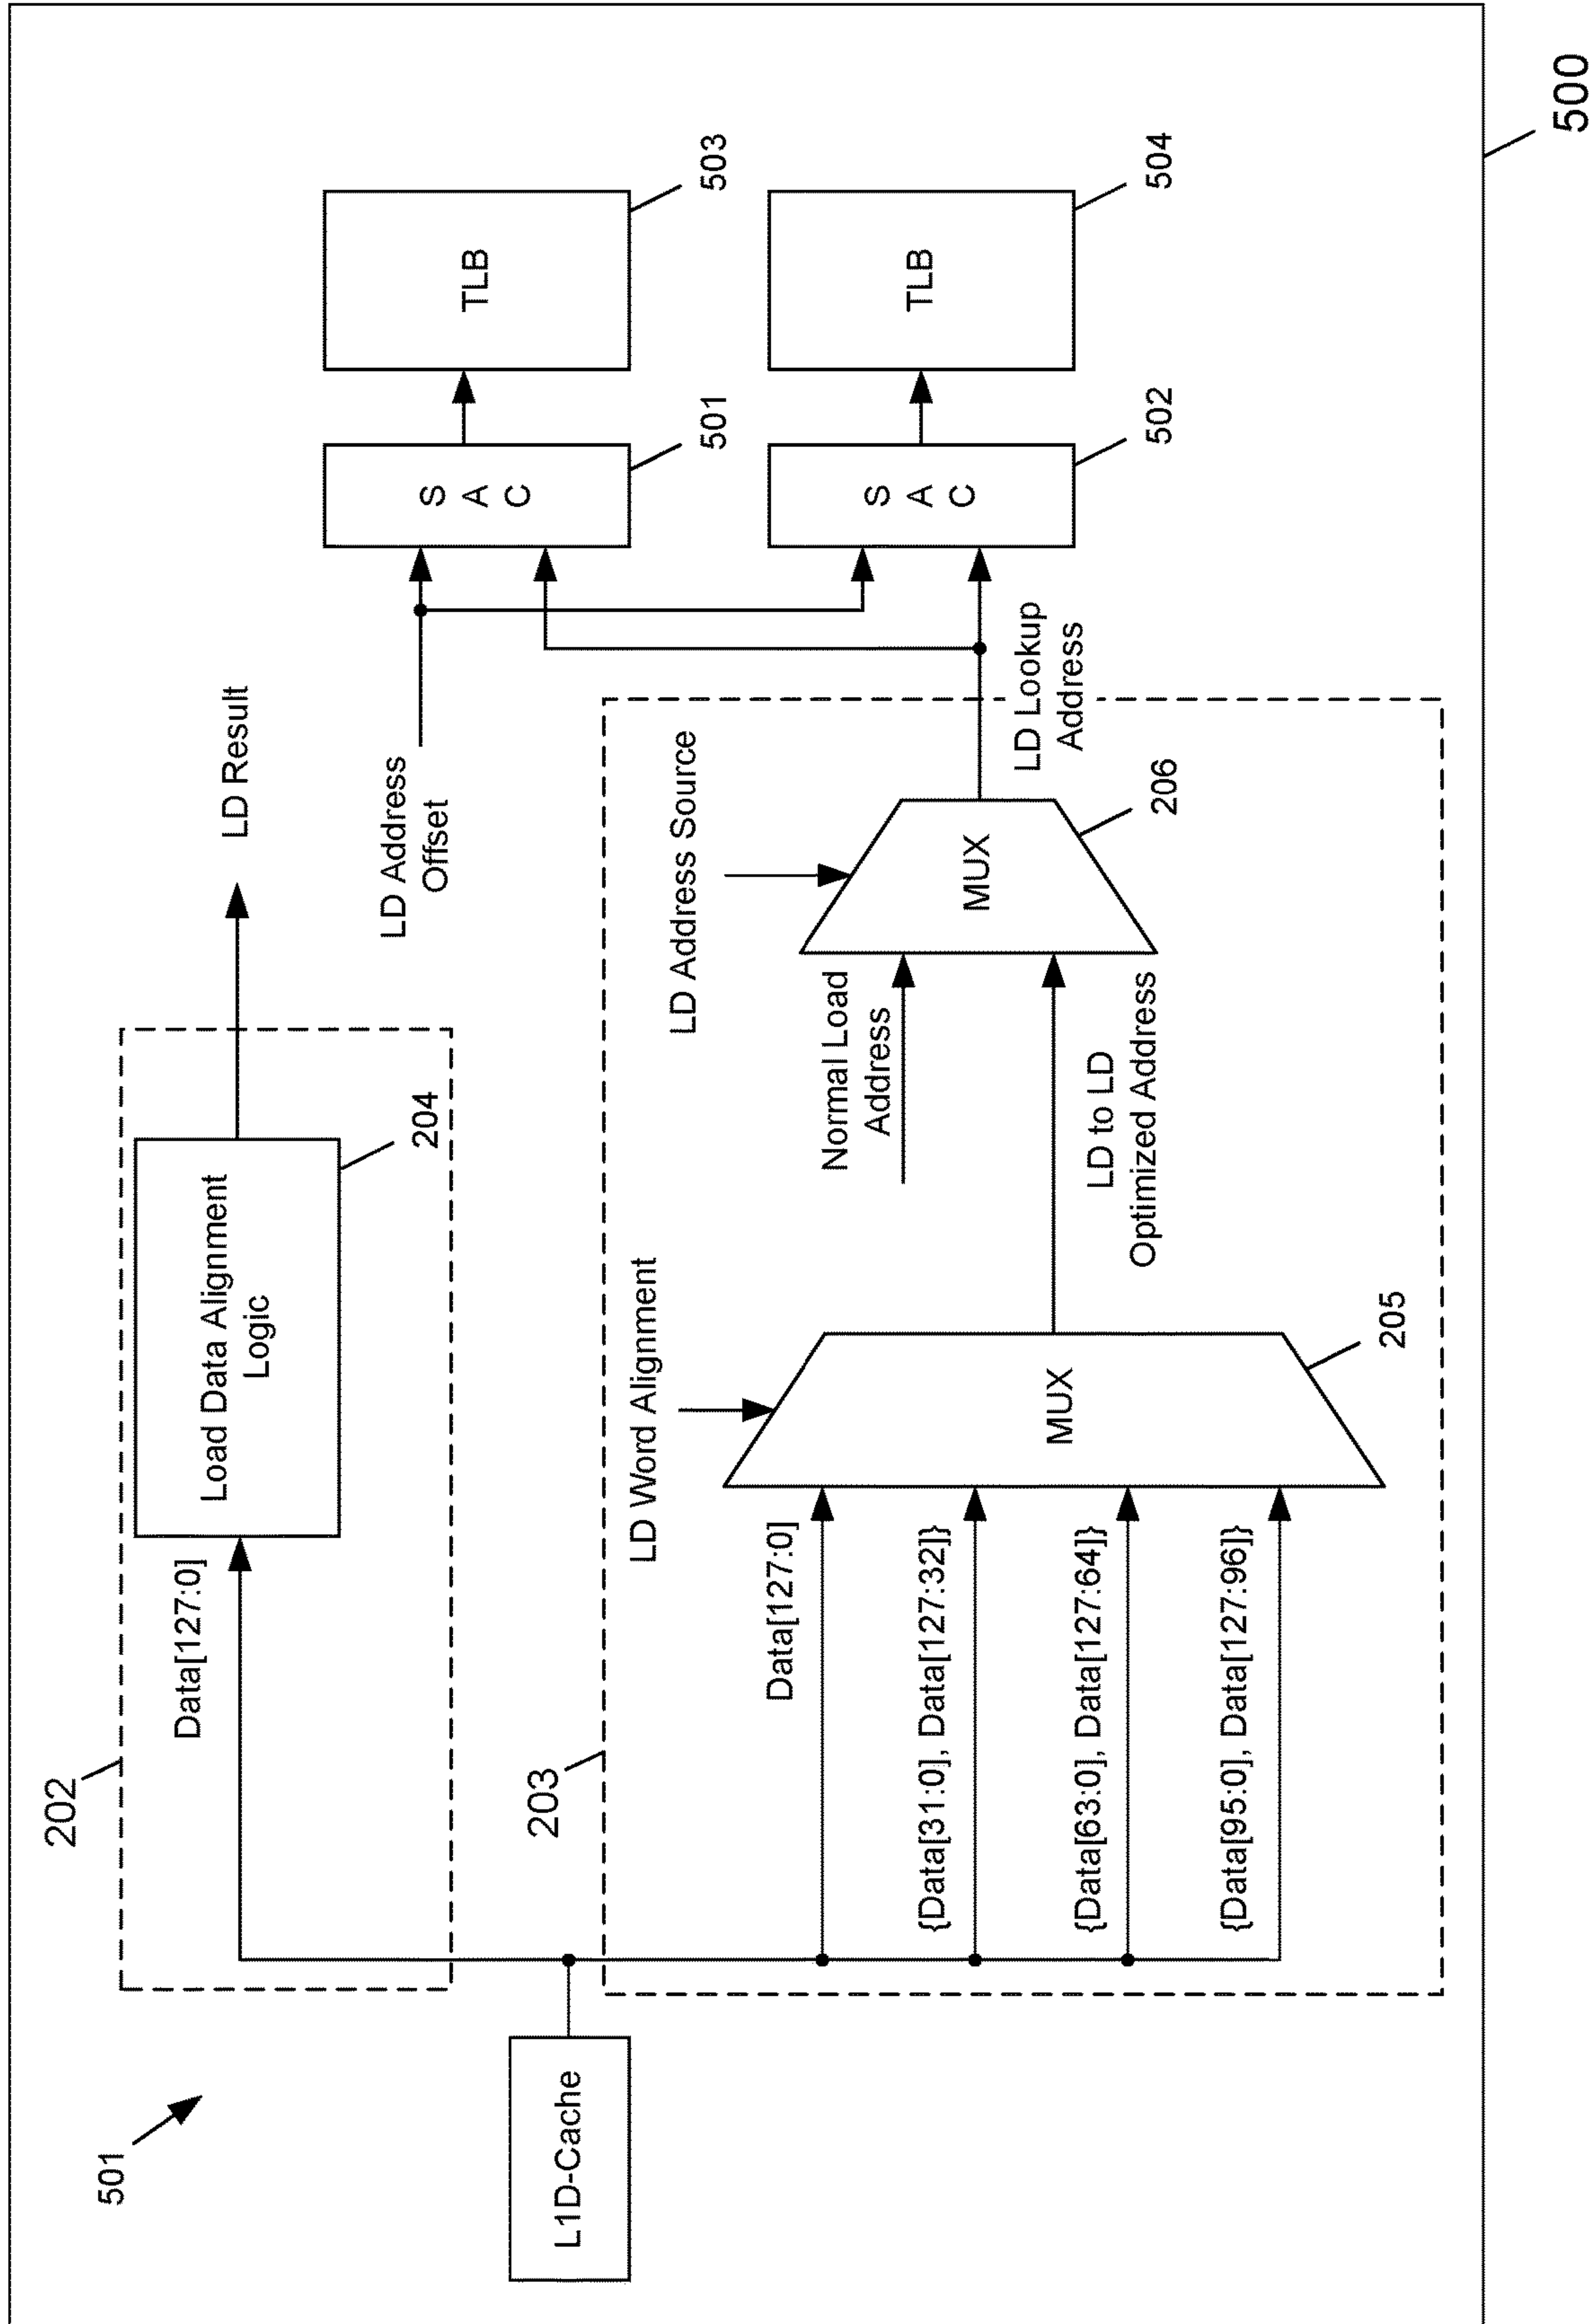 500
501
L1D-Cache
202
Data[127:0]
Load Data Alignment
Logic
204
LD Result
203
Data[127:0]
{Data[31:0], Data[127:32]}
{Data[63:0], Data[127:64]}
{Data[95:0], Data[127:96]}
LD Word Alignment
MUX
205
LD to LD
Optimized Address
Normal Load
Address
LD Address Source
MUX
206
LD Lookup
Address
LD Address
Offset
S
A
C
501
TLB
503
S
A
C
502
TLB
504